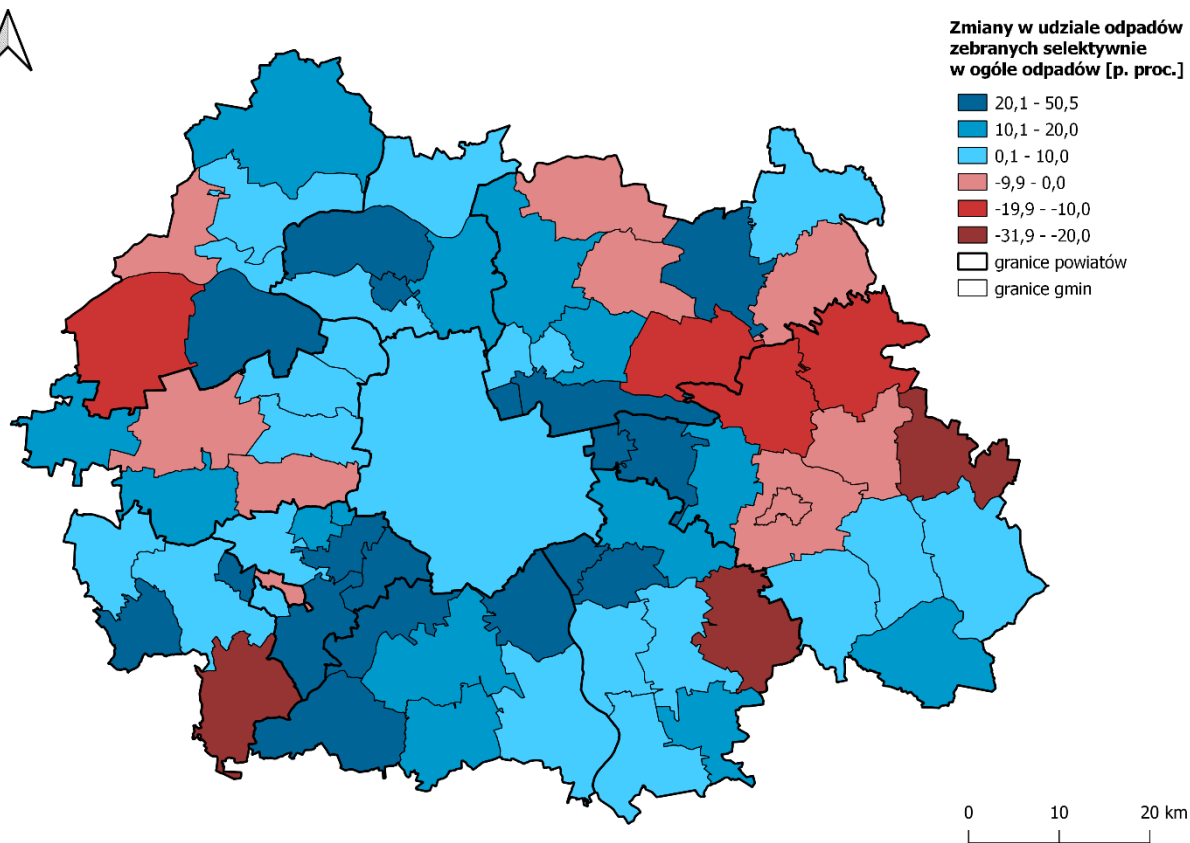 Zmiany w udziale odpadów
zebranych selektywnie
w ogóle odpadów [p. proc.]
20,1 - 50,5
10,1 - 20,0
0,1 - 10,0
-9,9 - 0,0
-19,9 - -10,0
-31,9 - -20,0
granice powiatów
granice gmin
0 10 20 km